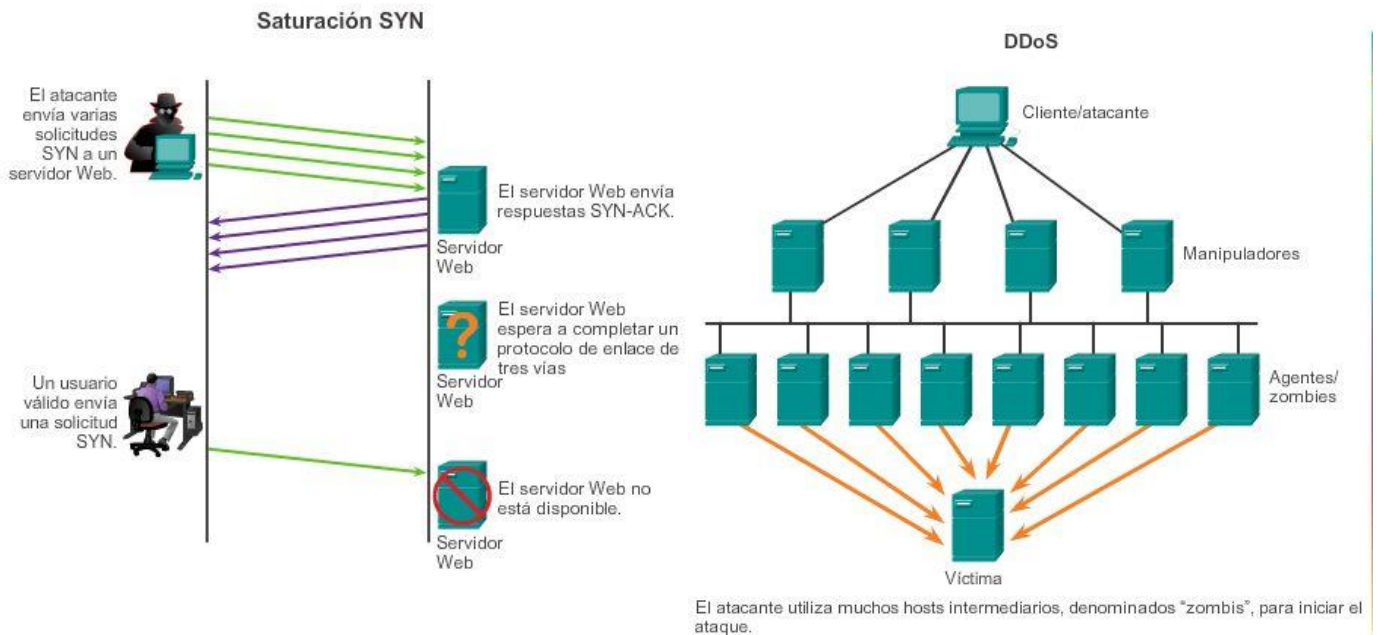 Saturación SYN
El atacante
envía varias
solicitudes
SYN a un
servidor Web.
El servidor Web envía
respuestas SYN-ACK.
Servidor
Web
El servidor Web
espera a completar un
protocolo de enlace de
tres vías
?
Servidor
Web
Un usuario
válido envía
una solicitud
SYN.
El servidor Web no
está disponible.
Servidor
Web
DDoS
Cliente/atacante
Manipuladores
Agentes/
zombies
Víctima
El atacante utiliza muchos hosts intermediarios, denominados “zombis”, para iniciar el
ataque.